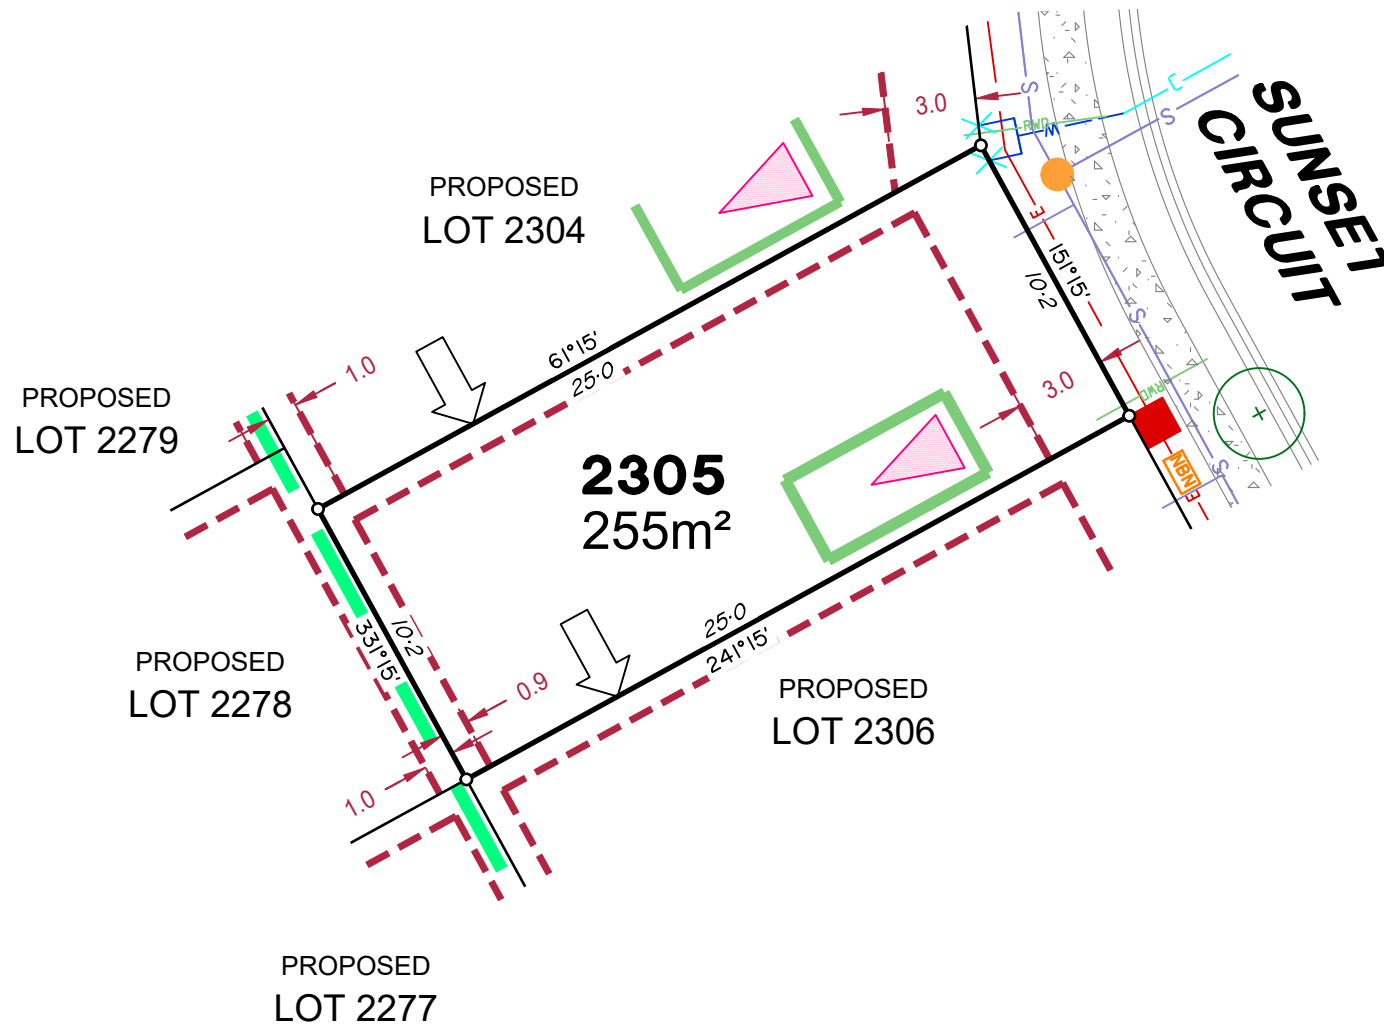 SUNSET
CIRCUIT
3.0
S
RWD
W
S
PROPOSED
LOT 2304
E
151°15'
10·2
S
61°15'
25·0
1.0
3.0
RWD
PROPOSED
LOT 2279
2305
255m²
NBN
S
E
25·0
241°15'
10·2
331°15'
PROPOSED
LOT 2278
0.9
PROPOSED
LOT 2306
1.0
PROPOSED
LOT 2277